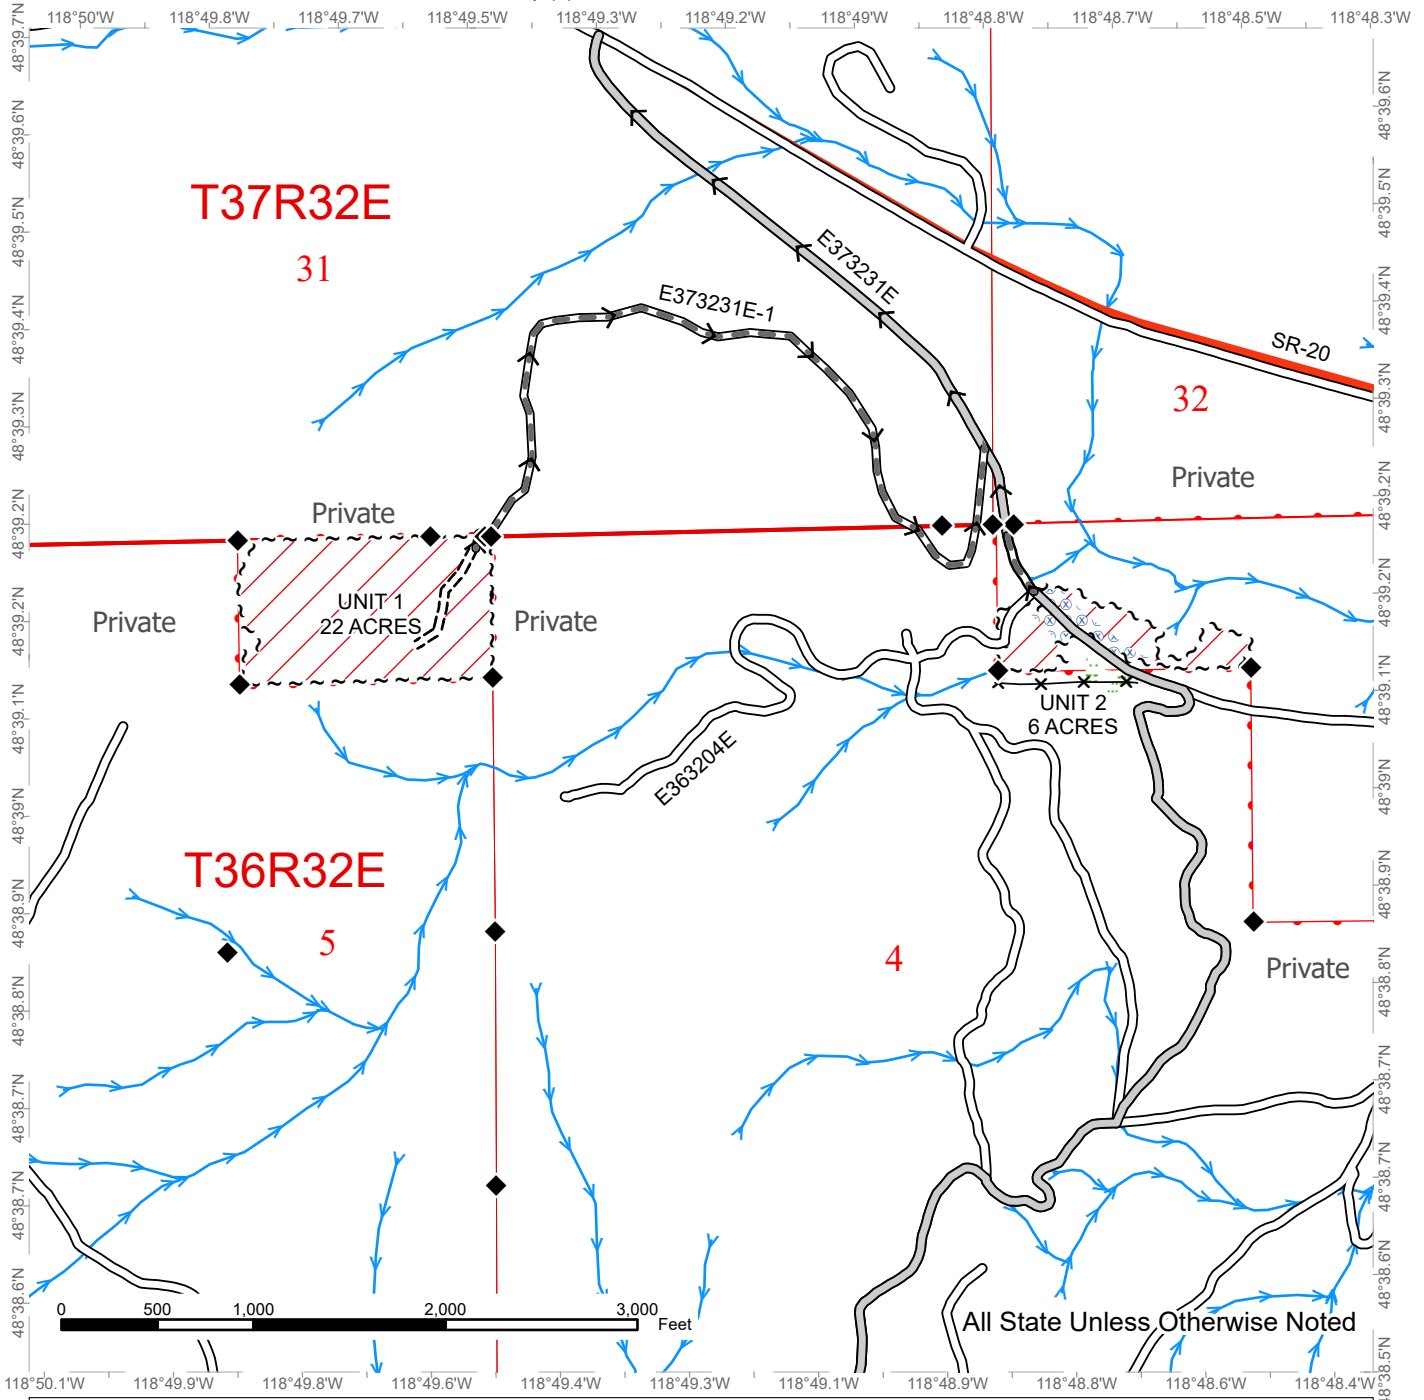 118°50'W 118°49.8'W 118°49.7'W 118°49.5'W 118°49.3'W 118°49.2'W 118°49'W 118°48.8'W 118°48.7'W 118°48.5'W 118°48.3'W
48°39.7'N
48°39.6'N
48°39.5'N
48°39.4'N
48°39.3'N
48°39.2'N
48°39.2'N
48°39.1'N
48°39'N
48°38.9'N
48°38.8'N
48°38.7'N
48°38.7'N
48°38.6'N
48°39.6'N
48°39.5'N
48°39.4'N
48°39.3'N
48°39.2'N
48°39.2'N
48°39.1'N
48°39'N
48°38.9'N
48°38.8'N
48°38.7'N
48°38.7'N
48°38.6'N
48°38.5'N
T37R32E
31
E373231E
E373231E-1
SR-20
32
Private
Private
UNIT 1
22 ACRES
Private
Private
UNIT 2
6 ACRES
E363204E
T36R32E
5
4
Private
0 500 1,000 2,000 3,000
Feet
All State Unless Otherwise Noted
118°50.1'W 118°49.9'W 118°49.8'W 118°49.6'W 118°49.4'W 118°49.3'W 118°49.1'W 118°48.9'W 118°48.8'W 118°48.6'W 118°48.4'W